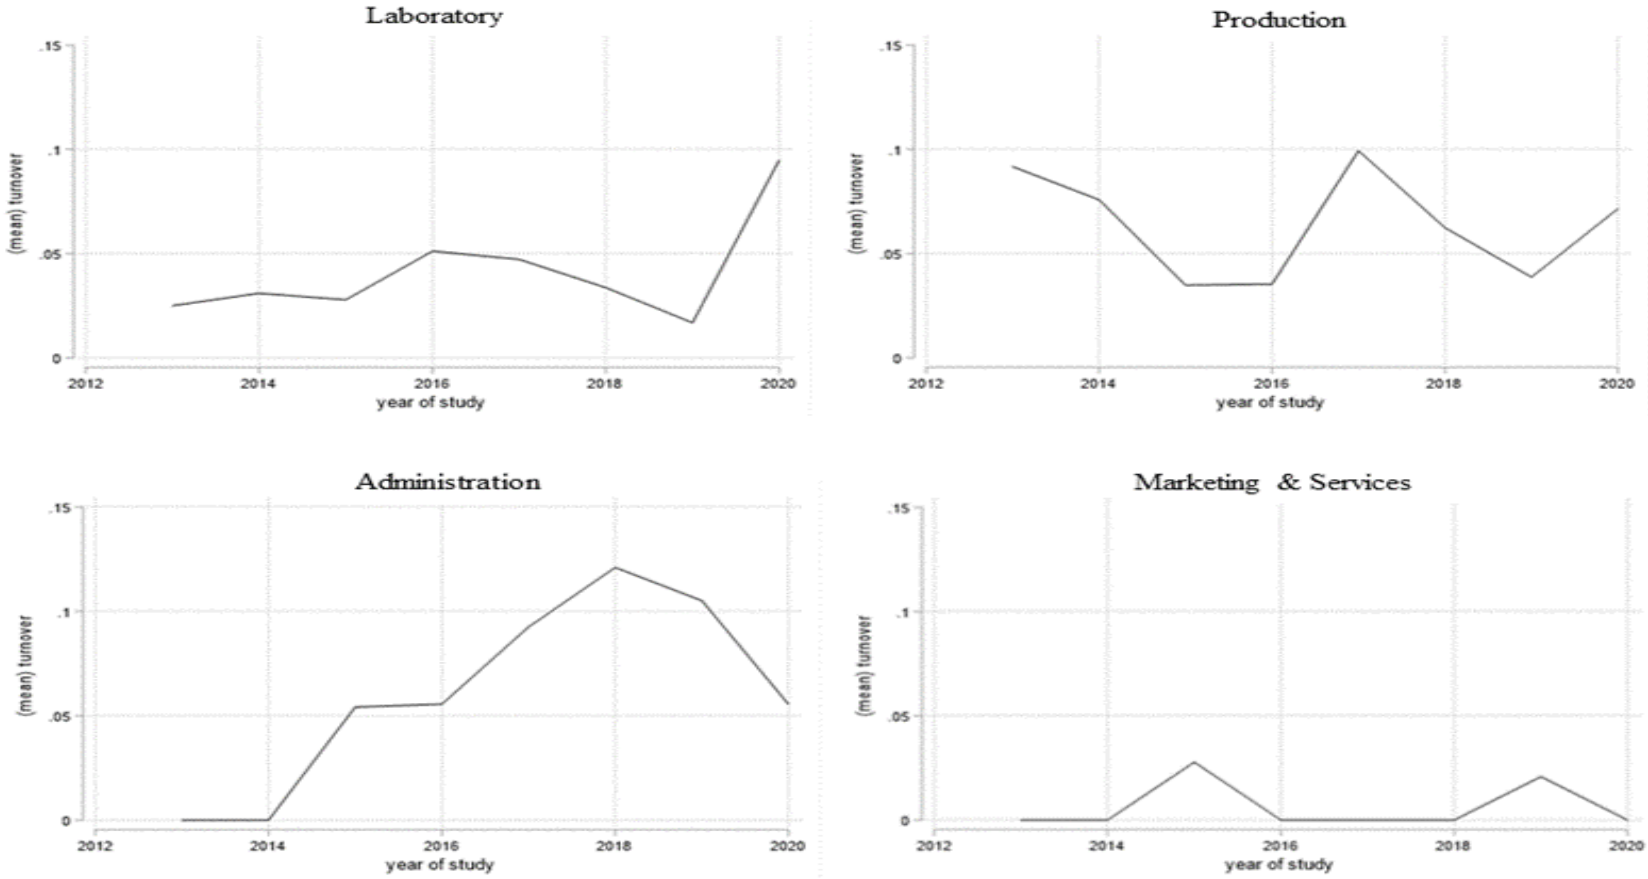 Laboratory
.15
.1
.05
0
(mean) turnover
2012 2014 2016 2018 2020
year of study
Production
.15
.1
.05
0
(mean) turnover
2012 2014 2016 2018 2020
year of study
Administration
.15
.1
.05
0
(mean) turnover
2012 2014 2016 2018 2020
year of study
Marketing & Services
.15
.1
.05
0
(mean) turnover
2012 2014 2016 2018 2020
year of study